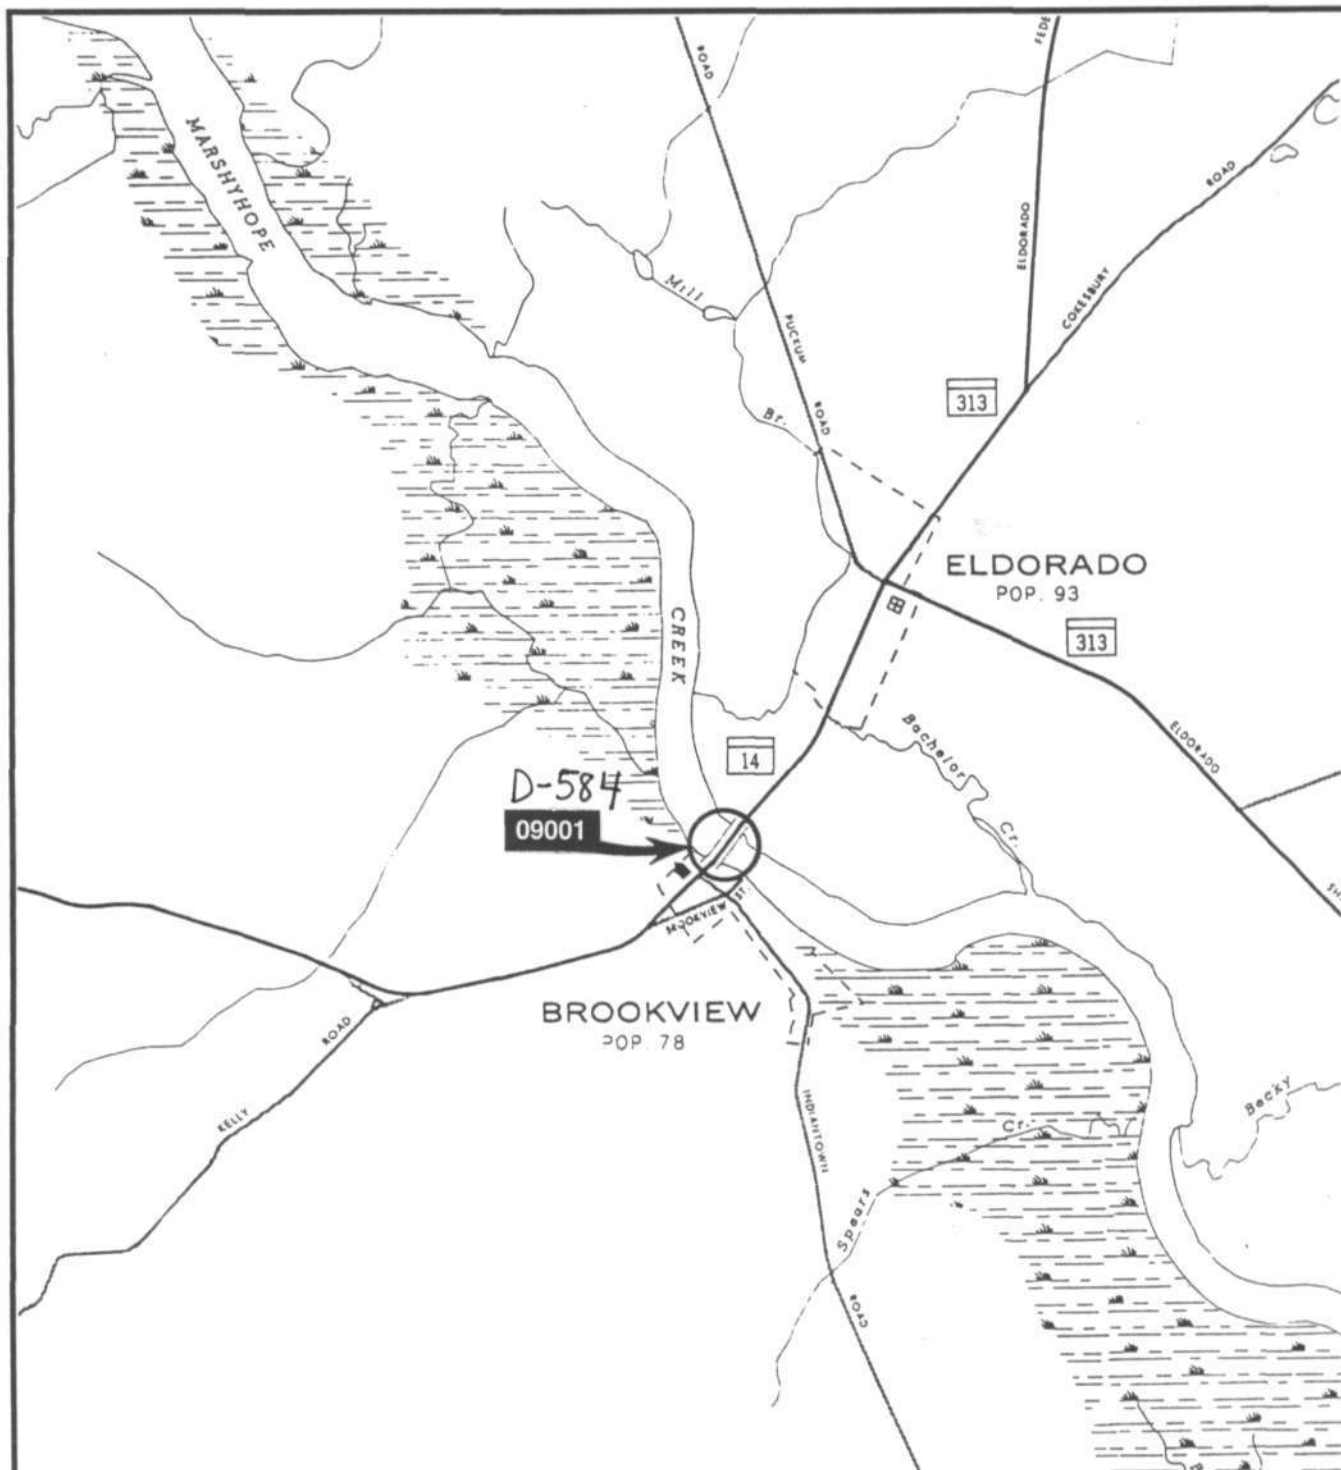 ROAD
FEDE
MARSHYHOPE
ROAD
ELDORADO
Mill
COKESBURY
PUCKUM
313
ROAD
Br.
ELDORADO
POP. 93
CREEK
313
Bachelor
14
ELDORADO
D-584
09001
Cr.
SH
ST.
BROOKVIEW
POP. 78
ROAD
KELLY
INDIANTOWN
Becky
Cr.
Spears
ROAD